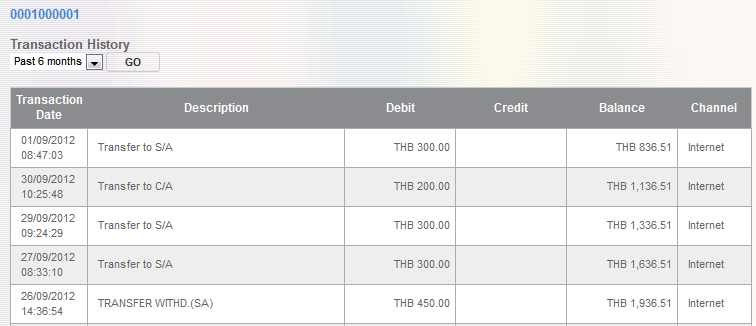 0001000001
Transaction History
Past 6 months GO
Transaction Date Description Debit Credit Balance Channel
01/09/2012 08:47:03 Transfer to S/A THB 300.00 THB 836.51 Internet
30/09/2012 10:25:48 Transfer to C/A THB 200.00 THB 1,136.51 Internet
29/09/2012 09:24:29 Transfer to S/A THB 300.00 THB 1,336.51 Internet
27/09/2012 08:33:10 Transfer to S/A THB 300.00 THB 1,636.51 Internet
26/09/2012 14:36:54 TRANSFER WITHD.(SA) THB 450.00 THB 1,936.51 Internet